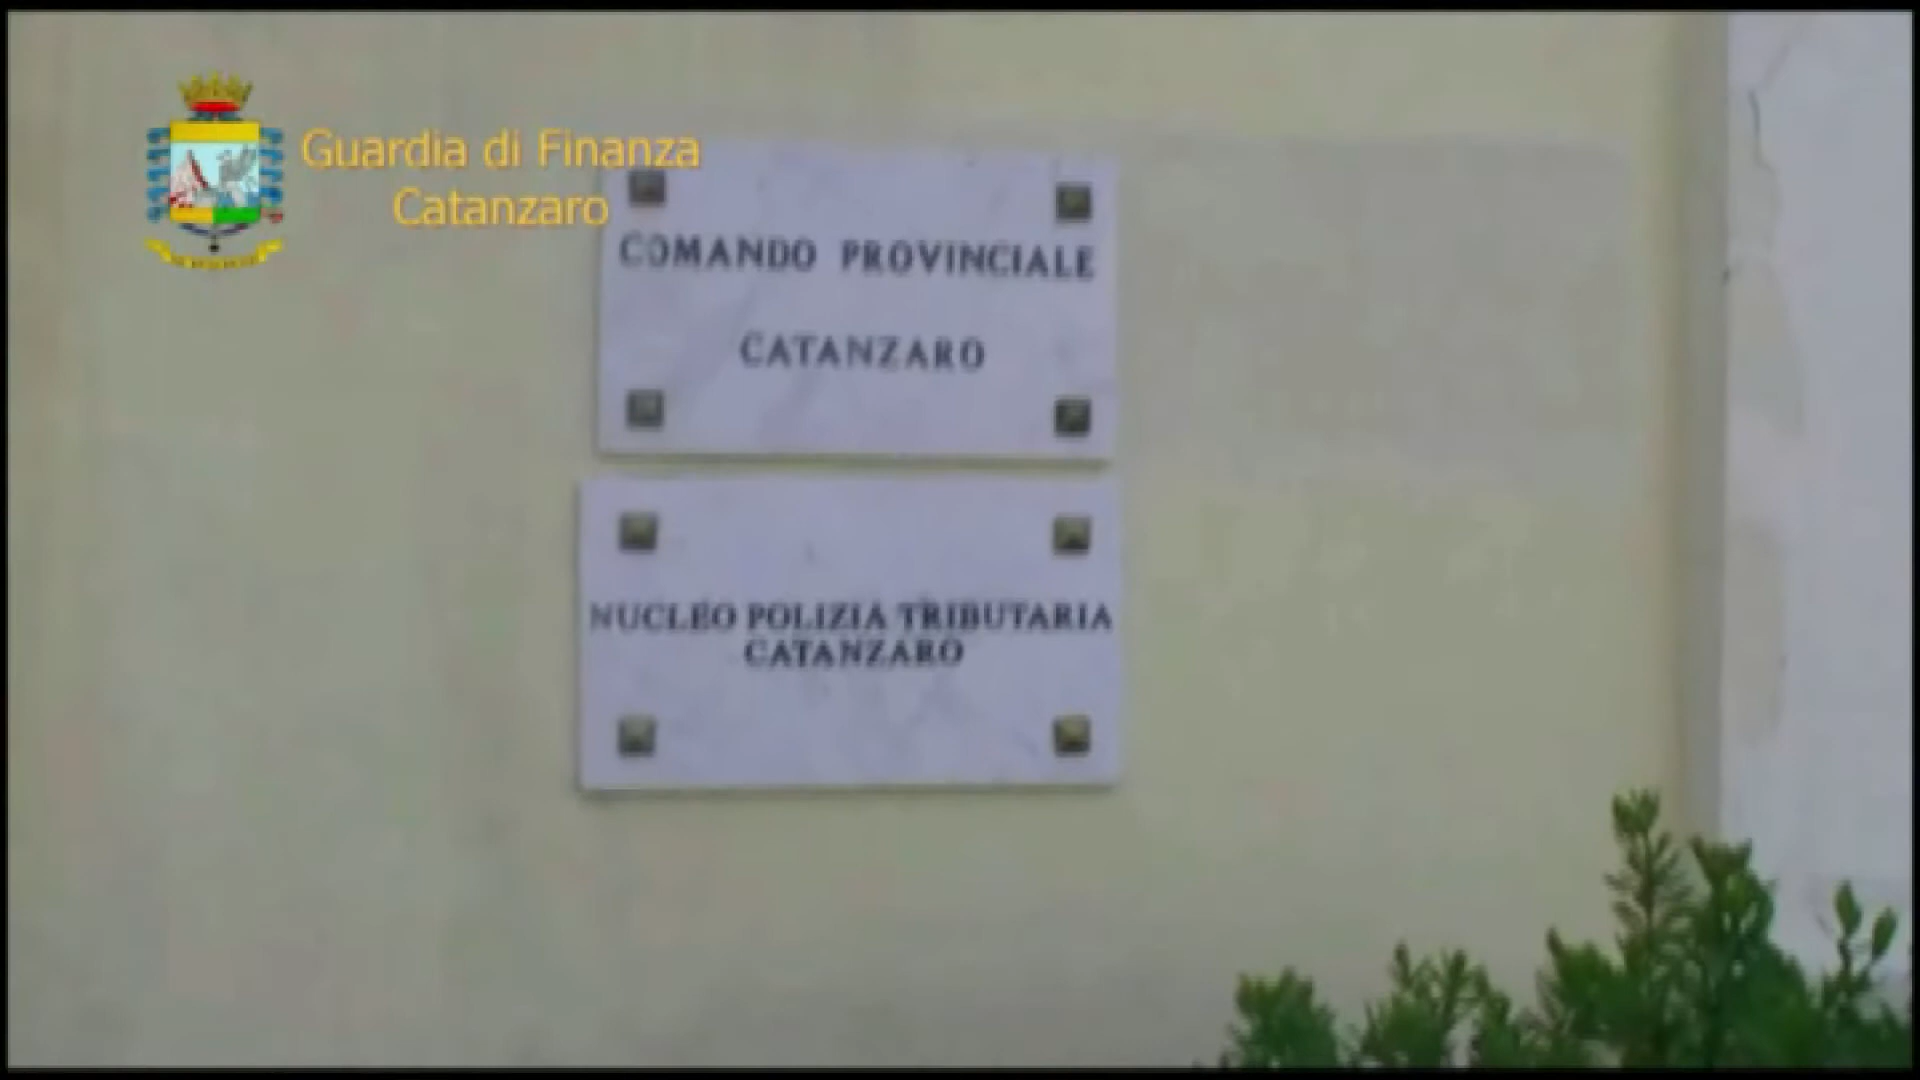 Guardia di Finanza
Catanzaro
COMANDO PROVINCIALE
CATANZARO
NUCLEO POLIZIA TRIBUTARIA
CATANZARO